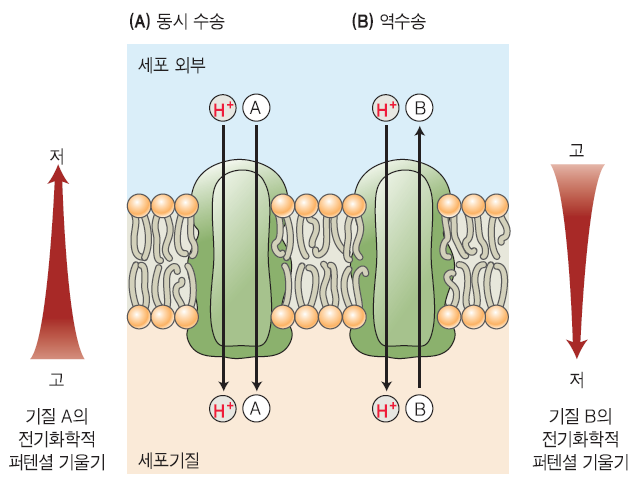 (A) 동시 수송
(B) 역수송
세포 외부
H+ A
H+ B
저
고
고
저
H+ A
H+ B
기질 A의
전기화학적
퍼텐셜 기울기
기질 B의
전기화학적
퍼텐셜 기울기
세포기질